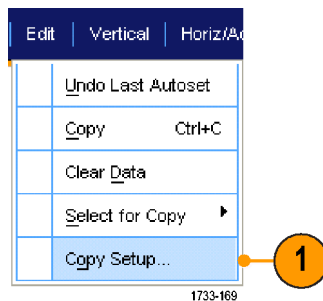 Edit | Vertical | Horiz/Ac
Undo Last Autoset
Copy Ctrl+C
Clear Data
Select for Copy
Copy Setup...
1
1733-169